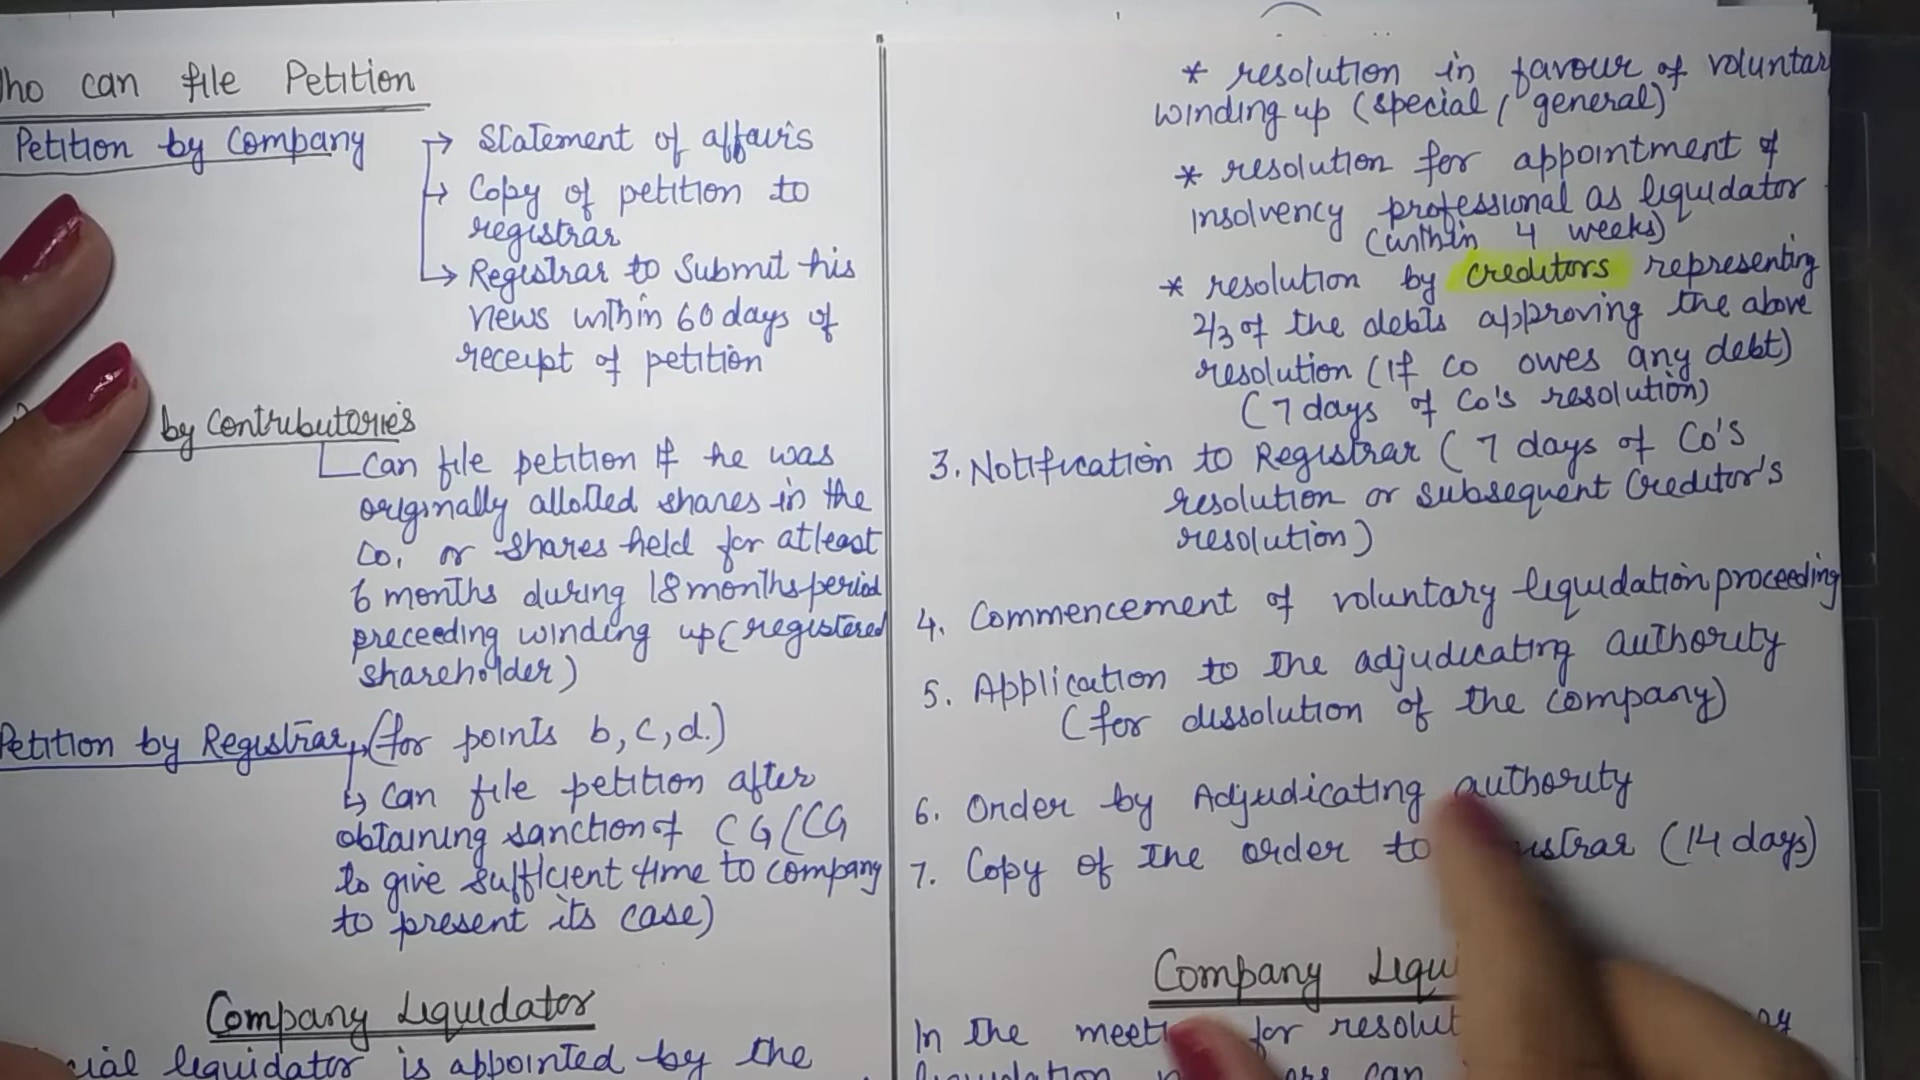 ho can file Petition
Petition by Company
→ Statement of affairs
→ Copy of petition to
registrar
→ Registrar to Submit his
views within 60 days of
receipt of petition
by Contributories
Can file petition if he was
originally allotted shares in the
Co, or shares held for atleast
6 months during 18 months period
preceeding winding up (registered
shareholder)
Petition by Registrar → (for points b, c, d.)
↳ Can file petition after
obtaining sanction of CG/(CG
to give sufficient time to company
to present its case)
Company Liquidator
liquidator is appointed by the
* resolution in favour of voluntar
winding up (special / general)
* resolution for appointment of
insolvency professional as liquidator
(within 4 weeks)
* resolution by Creditors representing
2/3 of the debts approving the above
resolution (if Co owes any debt)
(7 days of Co's resolution)
3. Notification to Registrar (7 days of Co's
resolution or subsequent Creditor's
resolution)
4. Commencement of voluntary liquidation proceeding
5. Application to the adjudicating authority
(for dissolution of the Company)
6. Order by Adjudicating authority
7. Copy of the order to istrar (14 days)
Company Liqui
In the meeti for resolut